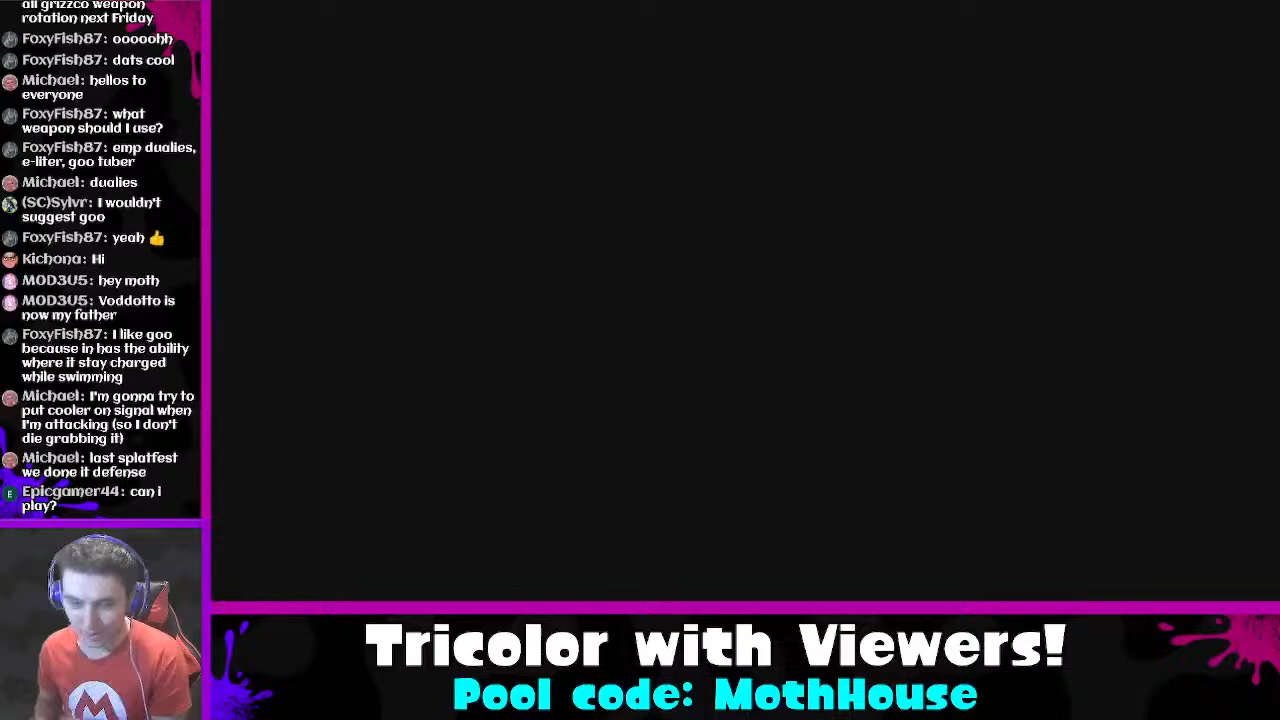 all grizzco weapon
rotation next Friday
FoxyFish87: ooooohh
FoxyFish87: dats cool
Michael: hellos to
everyone
FoxyFish87: what
weapon should I use?
FoxyFish87: emp dualies,
e-liter, goo tuber
Michael: dualies
(SC)Sylvr: I wouldn't
suggest goo
FoxyFish87: yeah 👍
Kichona: Hi
M0D3U5: hey moth
M0D3U5: Voddotto is
now my father
FoxyFish87: I like goo
because in has the ability
where it stay charged
while swimming
Michael: I'm gonna try to
put cooler on signal when
I'm attacking (so I don't
die grabbing it)
Michael: last splatfest
we done it defense
E
Epicgamer44: can i
play?
M
Tricolor with Viewers!
Pool code: MothHouse